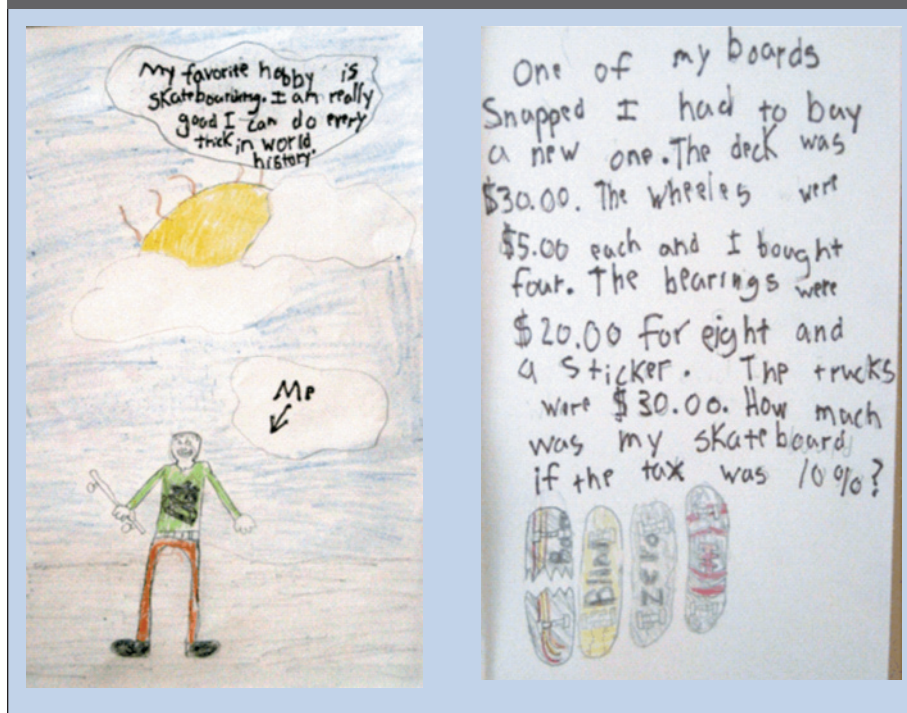 My favorite hobby is
skateboarding. I am really
good I can do every
trick in world
history.
Me
One of my boards
Snapped I had to bay
a new one. The deck was
$30.00. The wheeles were
$5.00 each and I bought
four. The bearings were
$20.00 for eight and
a sticker. The trucks
were $30.00. How much
was my skateboard
if the tax was 10%?
Blind
Zero